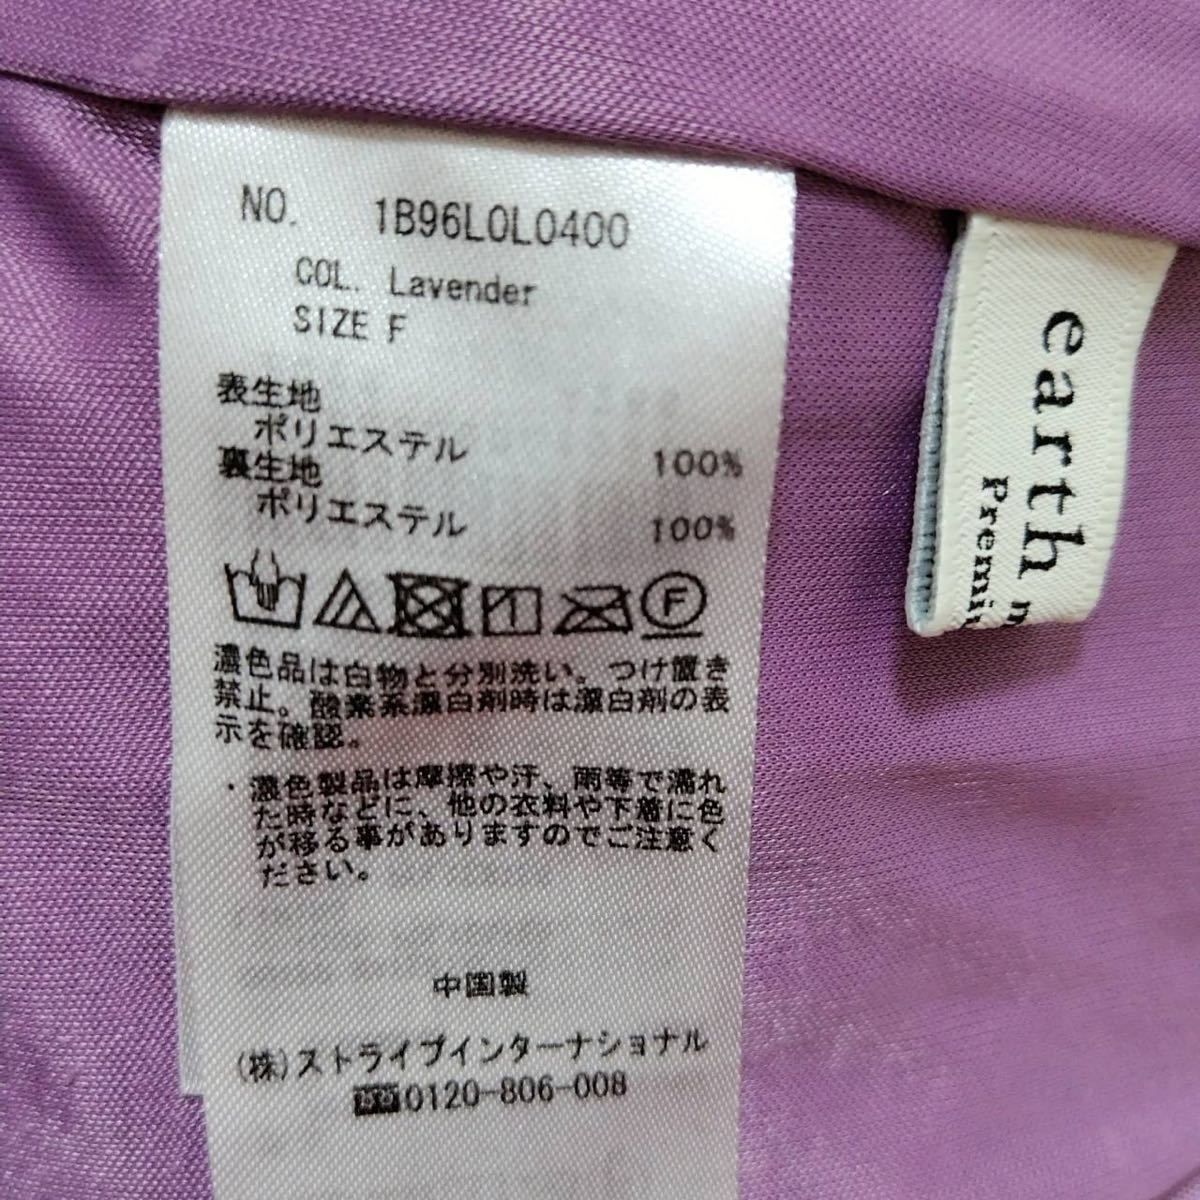 NO. 1B96L0L0400
COL. Lavender
SIZE F
表生地
ポリエステル 100%
裏生地
ポリエステル 100%
F
濃色品は白物と分別洗い。つけ置き
禁止。酸素系漂白剤時は漂白剤の表
示を確認。
・濃色製品は摩擦や汗、雨等で濡れ
た時などに、他の衣料や下着に色
が移る事がありますのでご注意く
ださい。
中国製
(株)ストライプインターナショナル
0120-806-008
earth